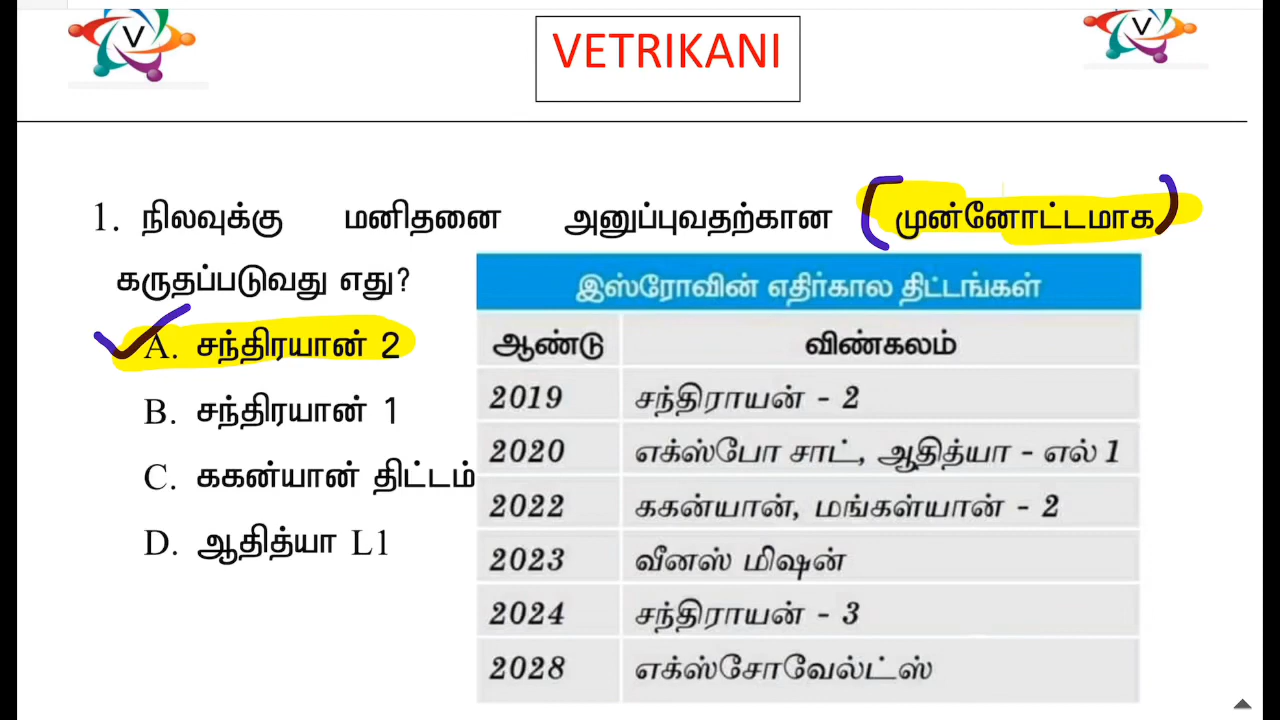 V
V
VETRIKANI
1. நிலவுக்கு மனிதனை அனுப்புவதற்கான (முன்னோட்டமாக)
கருதப்படுவது எது?
A. சந்திரயான் 2
B. சந்திரயான் 1
C. ககன்யான் திட்டம்
D. ஆதித்யா L1
இஸ்ரோவின் எதிர்கால திட்டங்கள்
ஆண்டு விண்கலம்
2019 சந்திராயன் - 2
2020 எக்ஸ்போ சாட், ஆதித்யா - எல் 1
2022 ககன்யான், மங்கள்யான் - 2
2023 வீனஸ் மிஷன்
2024 சந்திராயன் - 3
2028 எக்ஸ்சோவேல்ட்ஸ்